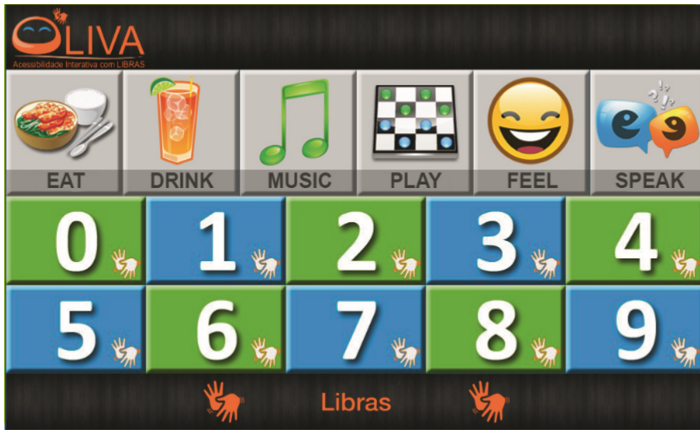 OLIVA
Acessibilidade Interativa com LIBRAS
EAT DRINK MUSIC PLAY FEEL SPEAK
0 1 2 3 4
5 6 7 8 9
Libras